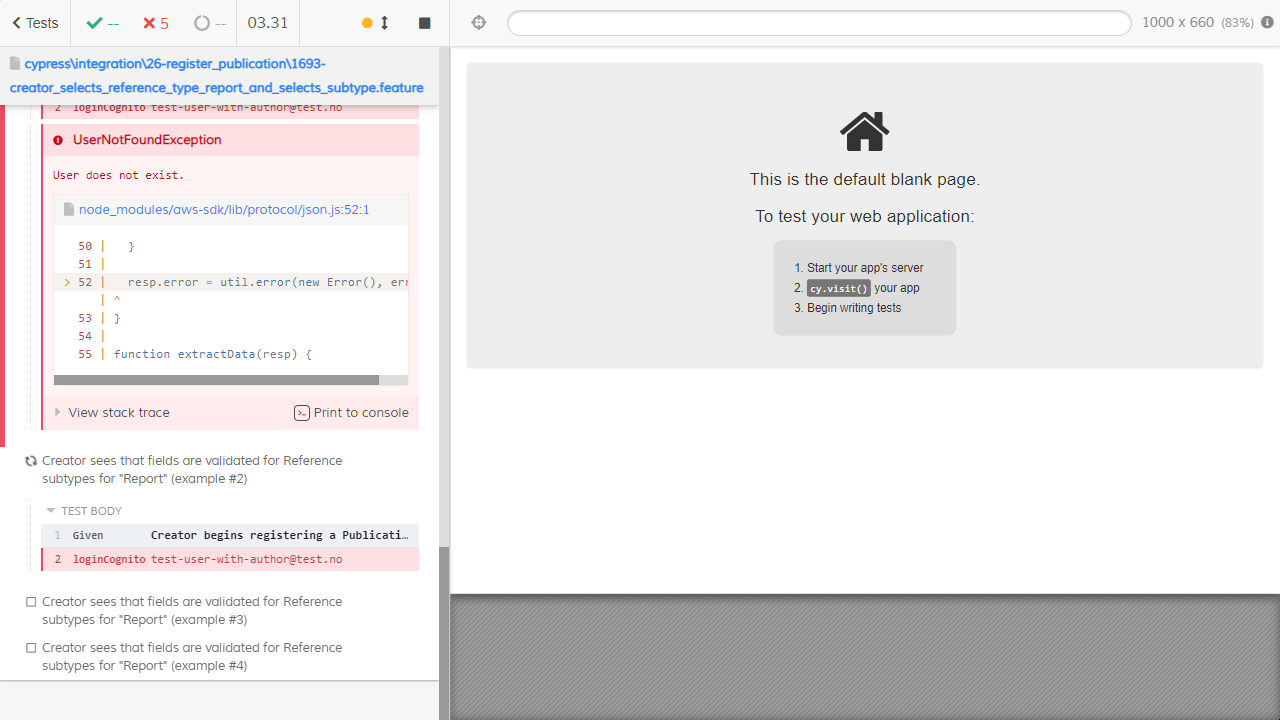 Tests
--
5
--
03.31
1000 x 660 (83%)
cypress\integration\26-register_publication\1693-
creator_selects_reference_type_report_and_selects_subtype.feature
2 loginCognito test-user-with-author@test.no
UserNotFoundException
User does not exist.
node_modules/aws-sdk/lib/protocol/json.js:52:1
50 | }
51 |
> 52 | resp.error = util.error(new Error(), err
| ^
53 | }
54 |
55 | function extractData(resp) {
View stack trace
Print to console
Creator sees that fields are validated for Reference
subtypes for "Report" (example #2)
TEST BODY
1 Given Creator begins registering a Publicati…
2 loginCognito test-user-with-author@test.no
Creator sees that fields are validated for Reference
subtypes for "Report" (example #3)
Creator sees that fields are validated for Reference
subtypes for "Report" (example #4)
This is the default blank page.
To test your web application:
1. Start your app's server
2. cy.visit() your app
3. Begin writing tests